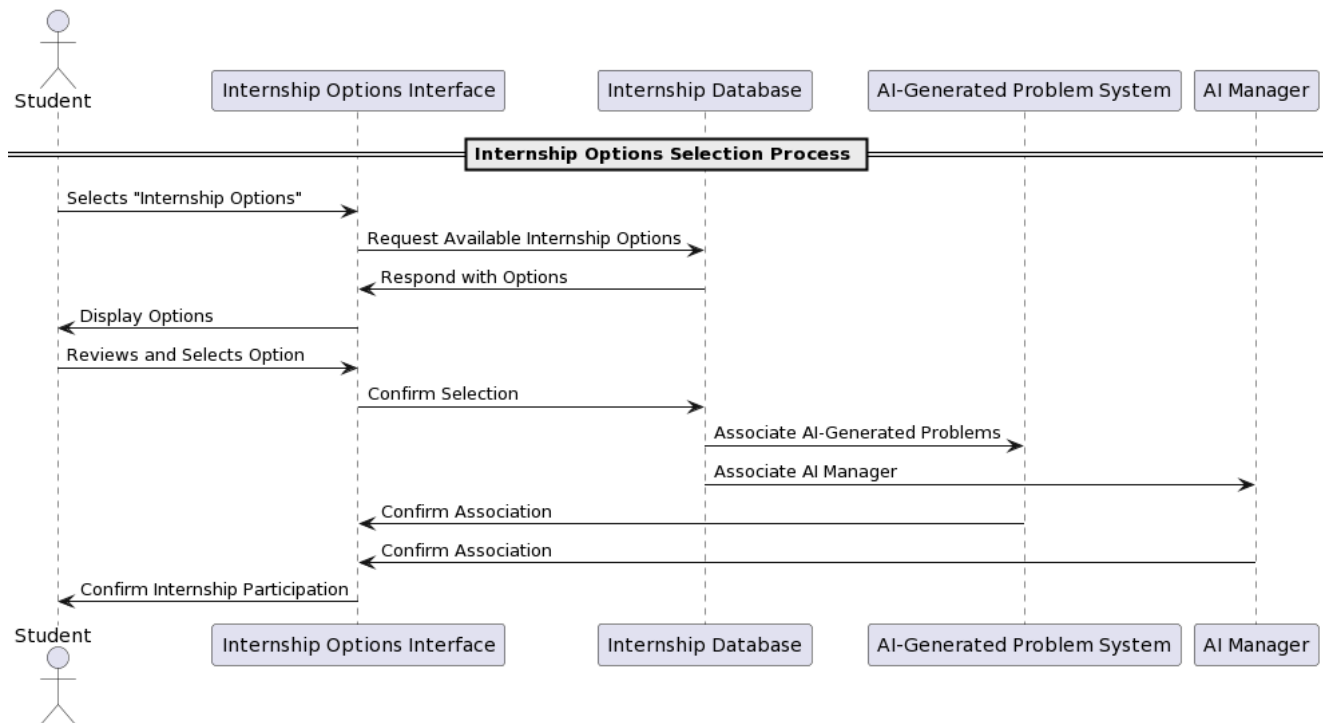 Student
Internship Options Interface
Internship Database
AI-Generated Problem System
AI Manager
Internship Options Selection Process
Selects "Internship Options"
Request Available Internship Options
Respond with Options
Display Options
Reviews and Selects Option
Confirm Selection
Associate AI-Generated Problems
Associate AI Manager
Confirm Association
Confirm Association
Confirm Internship Participation
Student
Internship Options Interface
Internship Database
AI-Generated Problem System
AI Manager